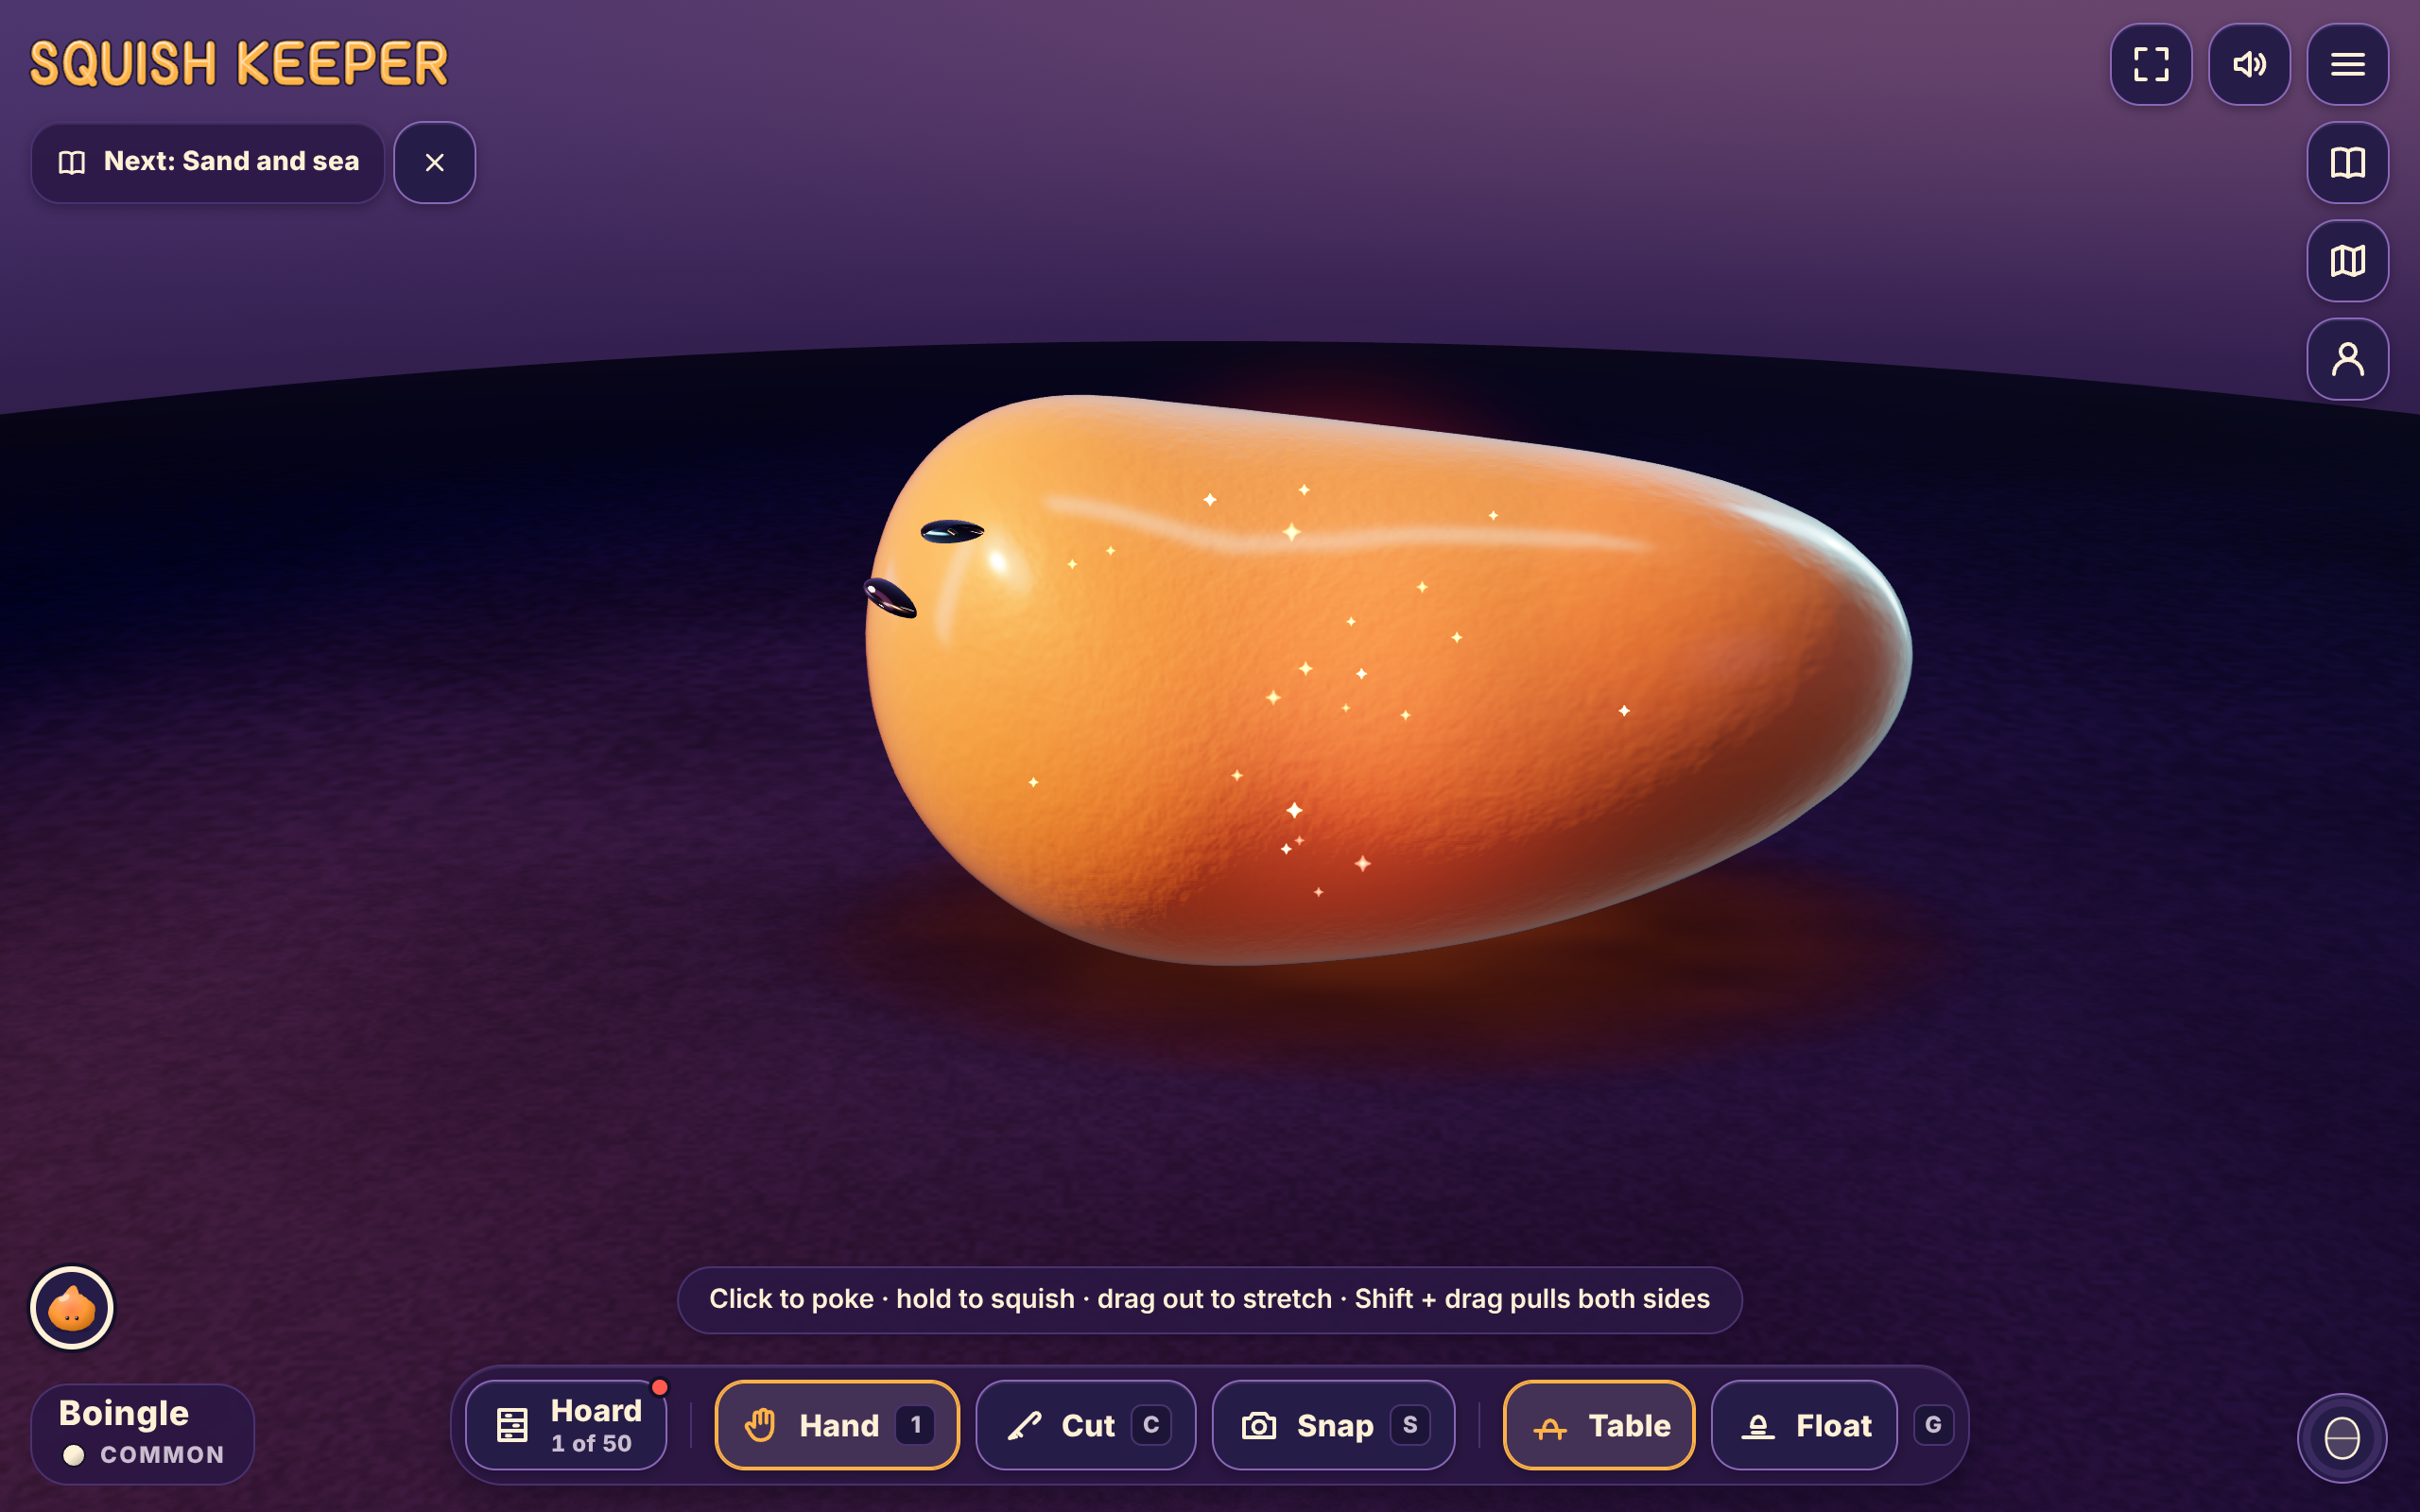 SQUISH KEEPER
Next: Sand and sea
Click to poke · hold to squish · drag out to stretch · Shift + drag pulls both sides
Boingle
COMMON
Hoard
1 of 50
Hand 1
Cut C
Snap S
Table
Float G